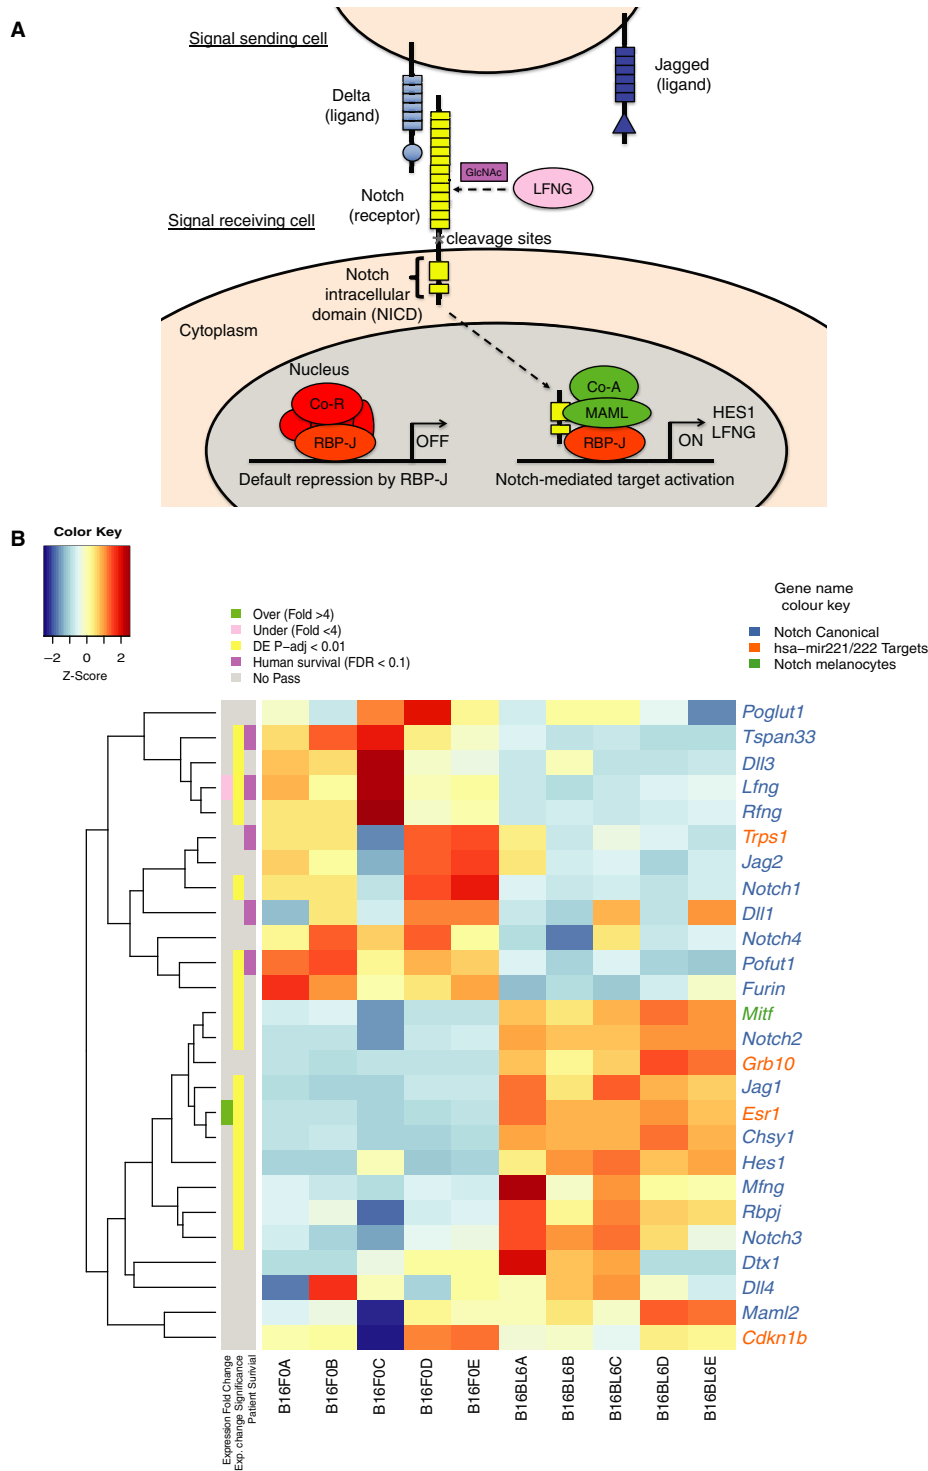 A
Signal sending cell
Delta
(ligand)
Jagged
(ligand)
GlcNAc
LFNG
Notch
(receptor)
Signal receiving cell
cleavage sites
Notch
intracellular
domain (NICD)
Cytoplasm
Nucleus
Co-R
RBP-J
OFF
Default repression by RBP-J
Co-A
MAML
RBP-J
ON
HES1
LFNG
Notch-mediated target activation
B
Color Key
−2 0 2
Z-Score
Over (Fold >4)
Under (Fold <4)
DE P-adj < 0.01
Human survival (FDR < 0.1)
No Pass
Gene name
colour key
Notch Canonical
hsa−mir221/222 Targets
Notch melanocytes
Poglut1
Tspan33
Dll3
Lfng
Rfng
Trps1
Jag2
Notch1
Dll1
Notch4
Pofut1
Furin
Mitf
Notch2
Grb10
Jag1
Esr1
Chsy1
Hes1
Mfng
Rbpj
Notch3
Dtx1
Dll4
Maml2
Cdkn1b
Expression Fold Change
Exp. change Significance
Patient Surivial
B16F0A
B16F0B
B16F0C
B16F0D
B16F0E
B16BL6A
B16BL6B
B16BL6C
B16BL6D
B16BL6E